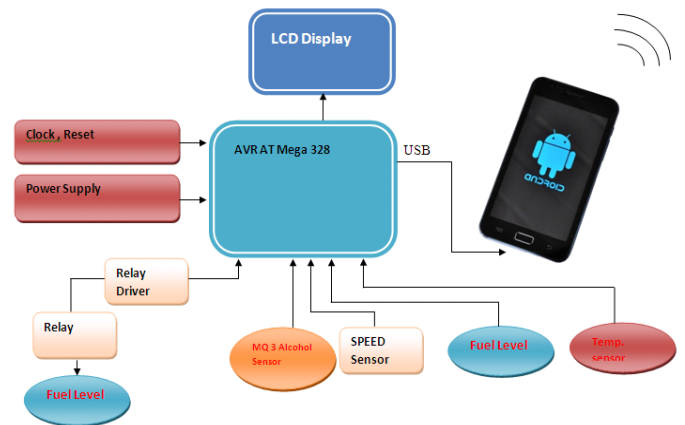 LCD Display
Clock , Reset
AVR AT Mega 328
USB
Power Supply
ANDROID
Relay
Driver
Relay
MQ 3 Alcohol
Sensor
SPEED
Sensor
Fuel Level
Temp.
sensor
Fuel Level